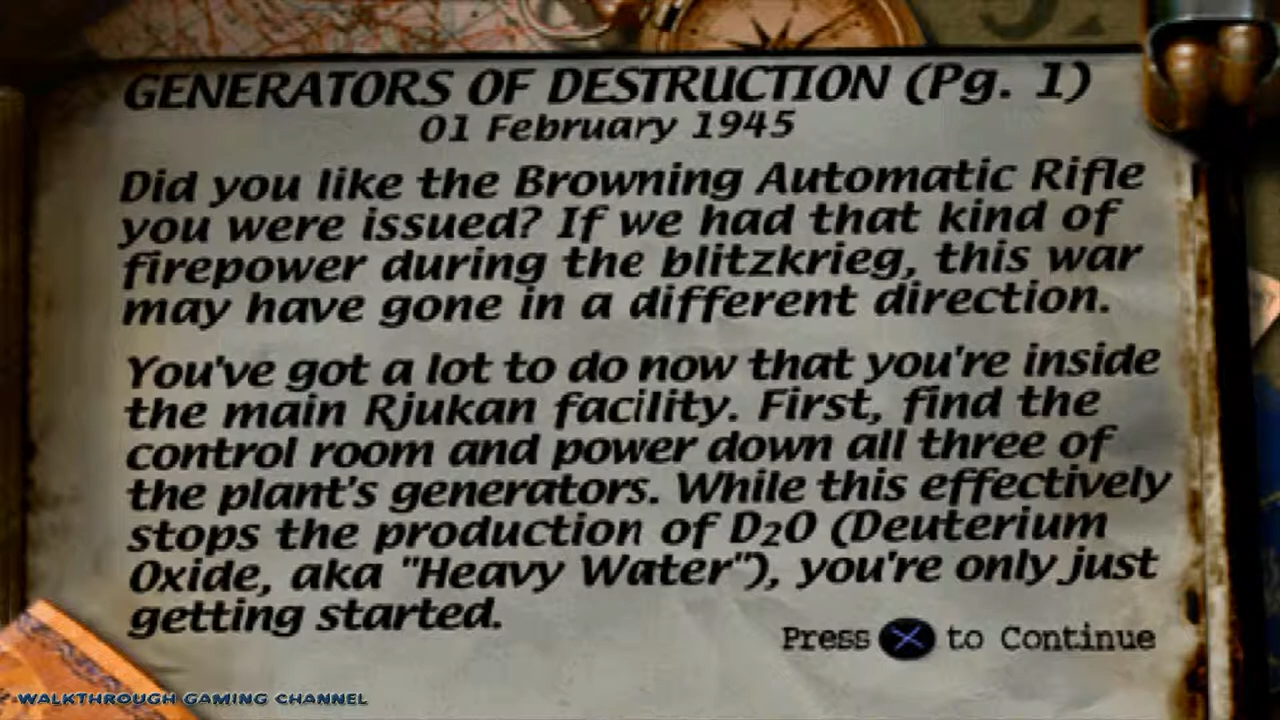 GENERATORS OF DESTRUCTION (Pg. 1)
01 February 1945
Did you like the Browning Automatic Rifle
you were issued? If we had that kind of
firepower during the blitzkrieg, this war
may have gone in a different direction.
You've got a lot to do now that you're inside
the main Rjukan facility. First, find the
control room and power down all three of
the plant's generators. While this effectively
stops the production of D₂O (Deuterium
Oxide, aka "Heavy Water"), you're only just
getting started.
Press X to Continue
WALKTHROUGH GAMING CHANNEL